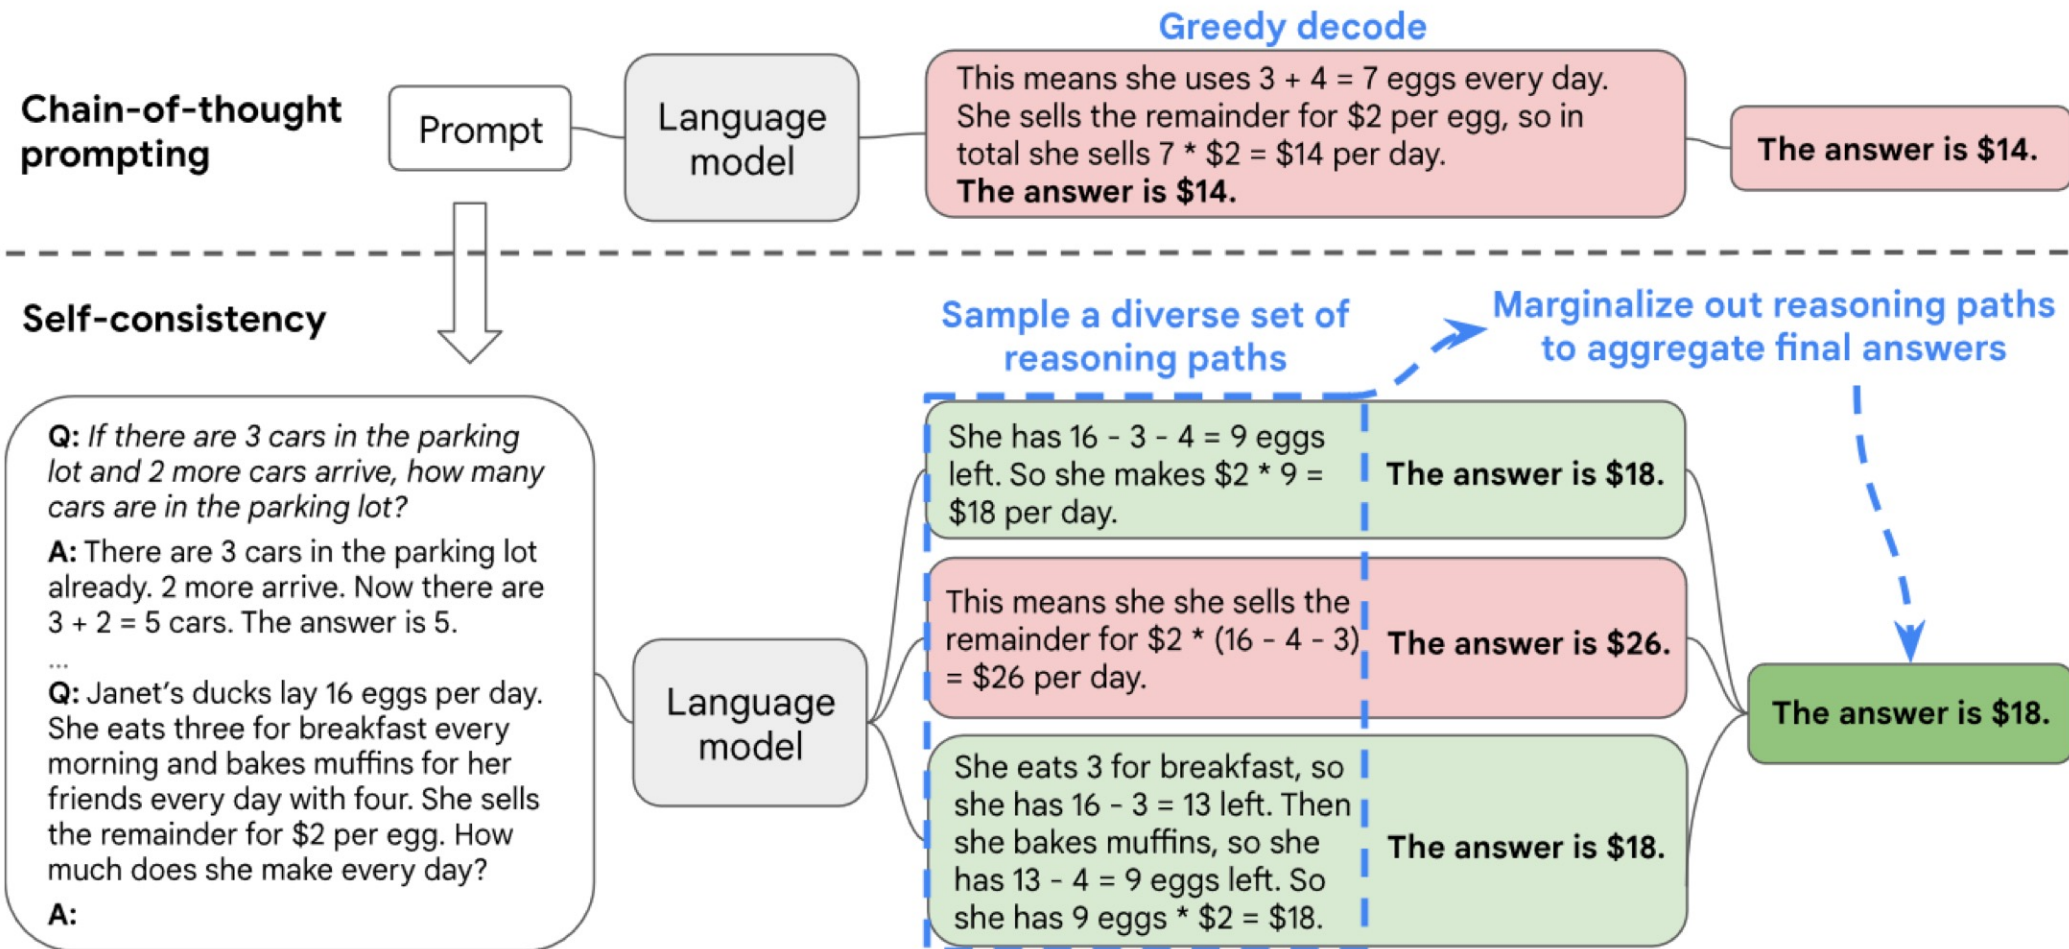 Greedy decode
Chain-of-thought
prompting
Prompt
Language
model
This means she uses 3 + 4 = 7 eggs every day.
She sells the remainder for $2 per egg, so in
total she sells 7 * $2 = $14 per day.
The answer is $14.
The answer is $14.
Self-consistency
Sample a diverse set of
reasoning paths
Marginalize out reasoning paths
to aggregate final answers
Q: If there are 3 cars in the parking
lot and 2 more cars arrive, how many
cars are in the parking lot?
A: There are 3 cars in the parking lot
already. 2 more arrive. Now there are
3 + 2 = 5 cars. The answer is 5.
...
Q: Janet's ducks lay 16 eggs per day.
She eats three for breakfast every
morning and bakes muffins for her
friends every day with four. She sells
the remainder for $2 per egg. How
much does she make every day?
A:
Language
model
She has 16 - 3 - 4 = 9 eggs
left. So she makes $2 * 9 =
$18 per day.
The answer is $18.
This means she she sells the
remainder for $2 * (16 - 4 - 3)
= $26 per day.
The answer is $26.
She eats 3 for breakfast, so
she has 16 - 3 = 13 left. Then
she bakes muffins, so she
has 13 - 4 = 9 eggs left. So
she has 9 eggs * $2 = $18.
The answer is $18.
The answer is $18.